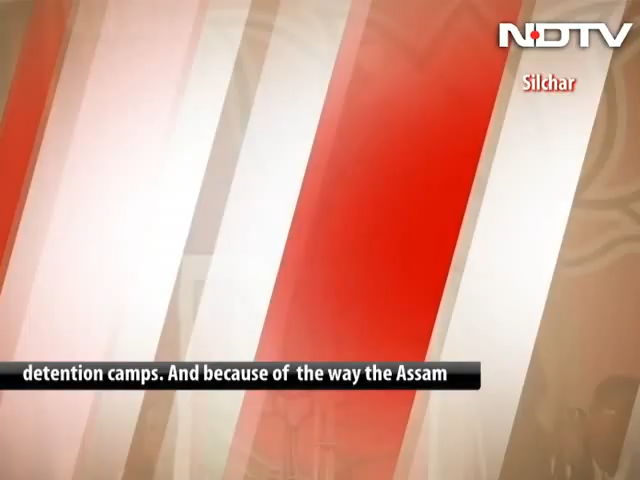 NDTV
Silchar
detention camps. And because of the way the Assam